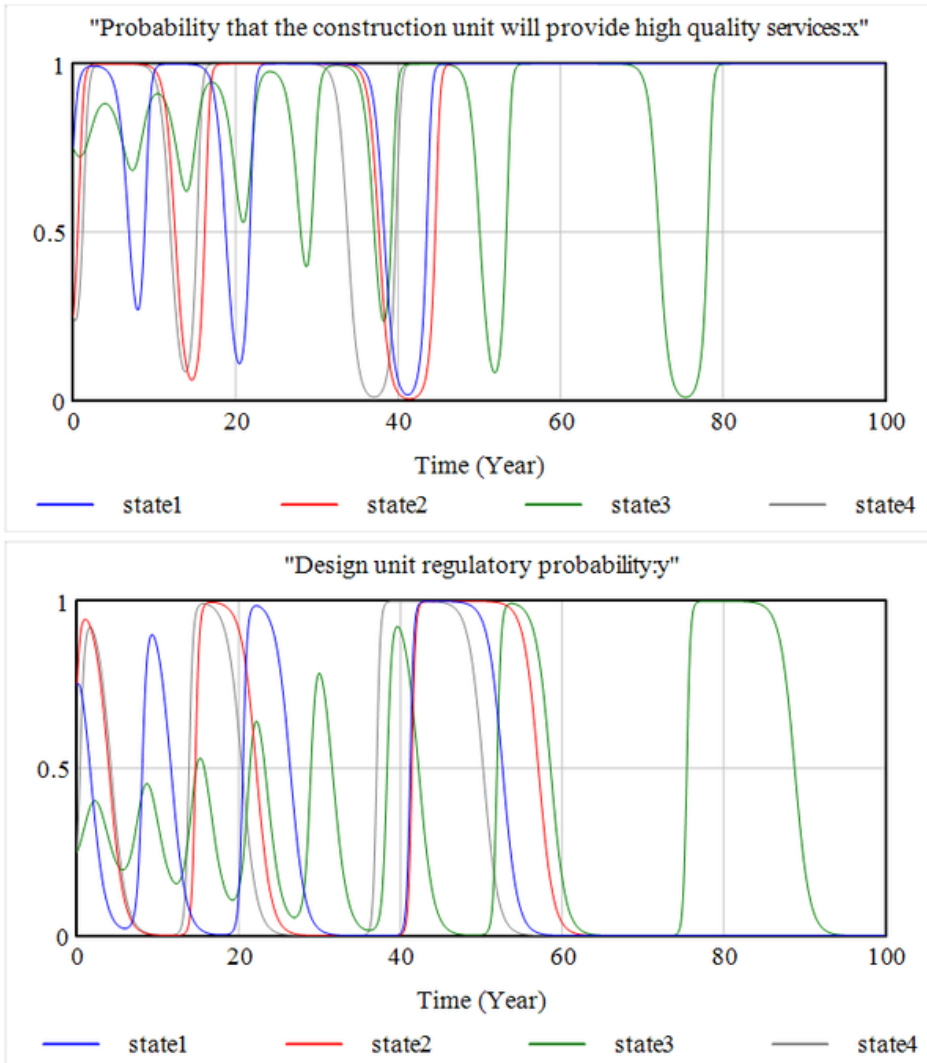 "Probability that the construction unit will provide high quality services:x"
1
0.5
0
0 20 40 60 80 100
Time (Year)
state1 state2 state3 state4
"Design unit regulatory probability:y"
1
0.5
0
0 20 40 60 80 100
Time (Year)
state1 state2 state3 state4